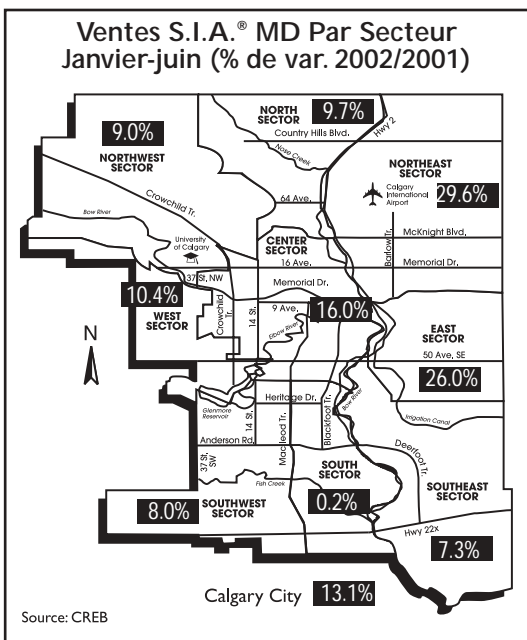 Ventes S.I.A.® MD Par Secteur
Janvier-juin (% de var. 2002/2001)
NORTH
SECTOR
9.7%
Country Hills Blvd.
Hwy 2
9.0%
NORTHWEST
SECTOR
Nose Creek
NORTHEAST
SECTOR
29.6%
Calgary
International
Airport
Crowchild Tr.
64 Ave.
Bow River
University
of Calgary
CENTER
SECTOR
Barlow Tr.
McKnight Blvd.
16 Ave.
Memorial Dr.
37 St, NW
Memorial Dr.
10.4%
WEST
SECTOR
Crowchild
Tr.
14 St.
9 Ave.
16.0%
Elbow River
EAST
SECTOR
50 Ave, SE
26.0%
N
Glenmore
Reservoir
14 St.
Heritage Dr.
Macleod Tr.
Blackfoot Tr.
Bow River
Irrigation Canal
Anderson Rd.
37 St,
SW
Deerfoot Tr.
Fish Creek
SOUTH
SECTOR
0.2%
SOUTHEAST
SECTOR
8.0%
SOUTHWEST
SECTOR
Hwy 22x
7.3%
Calgary City 13.1%
Source: CREB